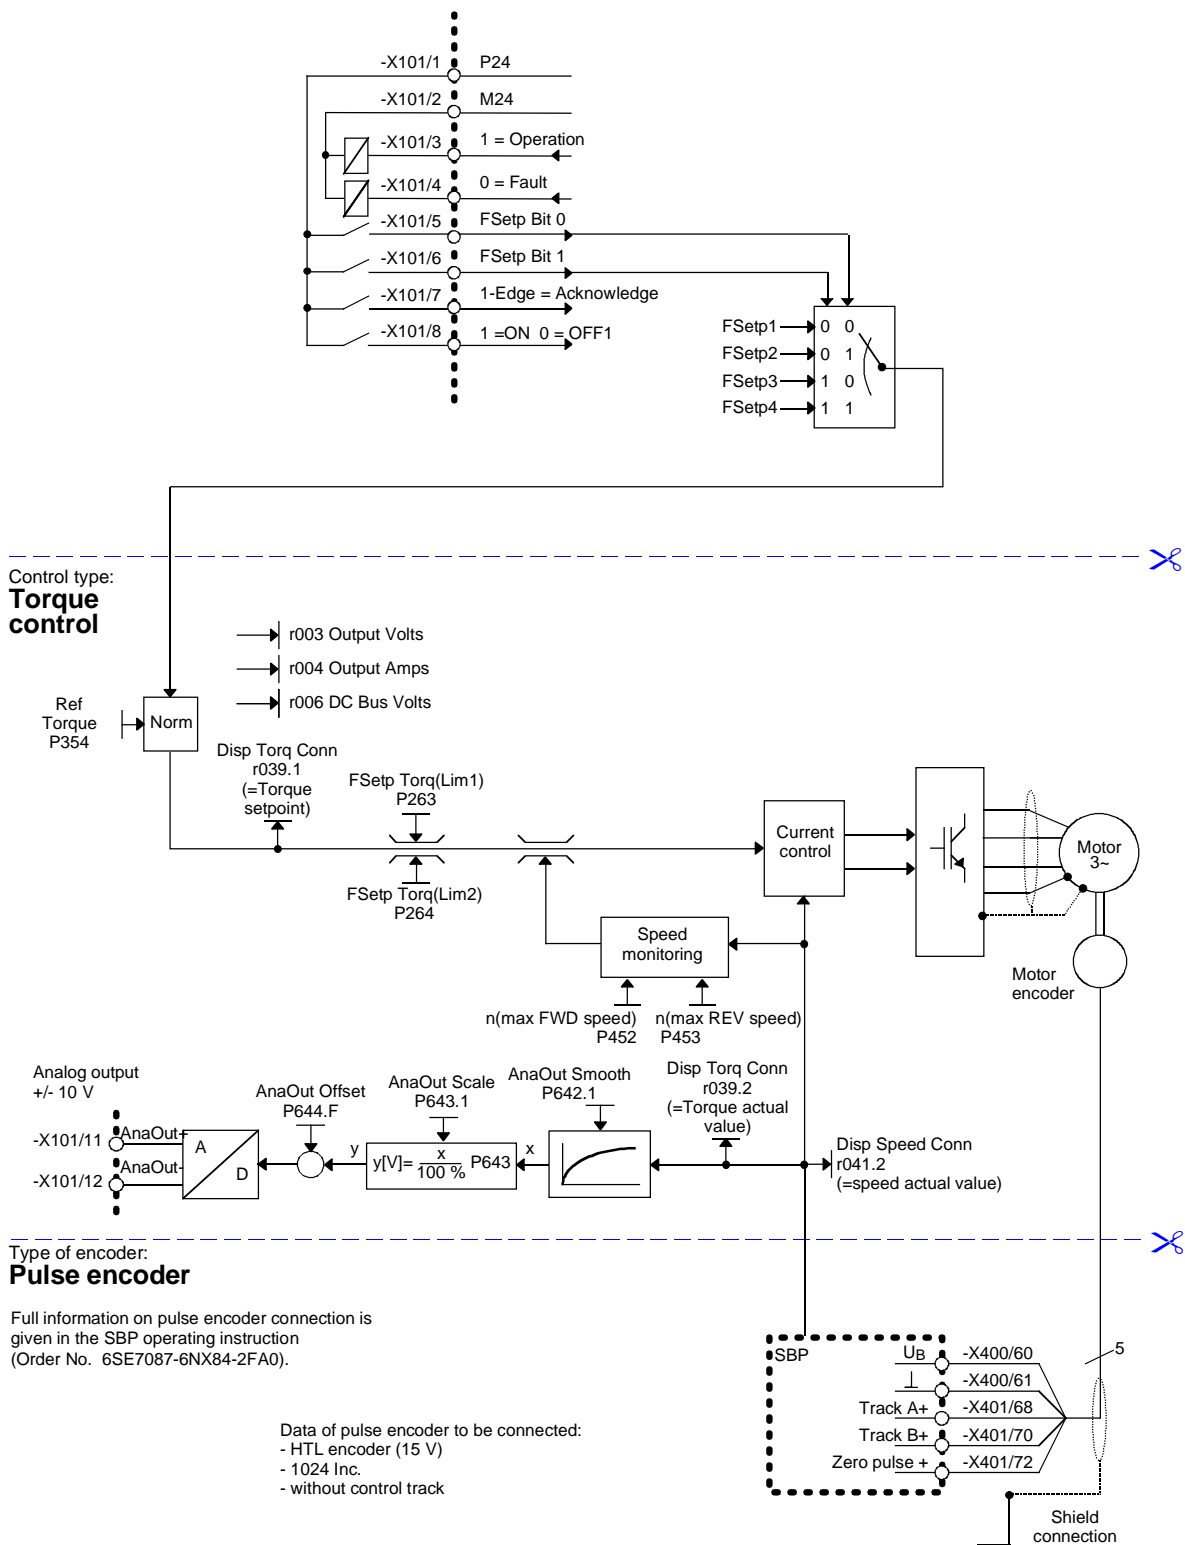 -X101/1 P24
-X101/2 M24
-X101/3 1 = Operation
-X101/4 0 = Fault
-X101/5 FSetp Bit 0
-X101/6 FSetp Bit 1
-X101/7 1-Edge = Acknowledge
-X101/8 1 =ON 0 = OFF1
FSetp1 0 0
FSetp2 0 1
FSetp3 1 0
FSetp4 1 1
Control type:
Torque
control
r003 Output Volts
r004 Output Amps
r006 DC Bus Volts
Ref
Torque
P354
Norm
Disp Torq Conn
r039.1
(=Torque
setpoint)
FSetp Torq(Lim1)
P263
FSetp Torq(Lim2)
P264
Current
control
Motor
3~
Speed
monitoring
Motor
encoder
n(max FWD speed)
P452
n(max REV speed)
P453
Analog output
+/- 10 V
AnaOut Offset
P644.F
AnaOut Scale
P643.1
AnaOut Smooth
P642.1
Disp Torq Conn
r039.2
(=Torque actual
value)
-X101/11 AnaOut+
-X101/12 AnaOut-
A
D
y
y[V]= x / 100 % P643
x
Disp Speed Conn
r041.2
(=speed actual value)
Type of encoder:
Pulse encoder
Full information on pulse encoder connection is
given in the SBP operating instruction
(Order No. 6SE7087-6NX84-2FA0).
Data of pulse encoder to be connected:
- HTL encoder (15 V)
- 1024 Inc.
- without control track
SBP
UB -X400/60
⊥ -X400/61
Track A+ -X401/68
Track B+ -X401/70
Zero pulse + -X401/72
5
Shield
connection